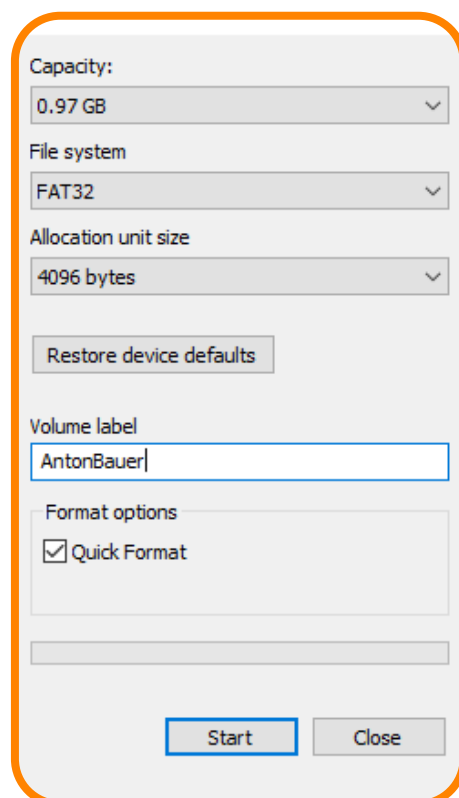 Capacity:
0.97 GB
File system
FAT32
Allocation unit size
4096 bytes
Restore device defaults
Volume label
AntonBauer
Format options
Quick Format
Start
Close